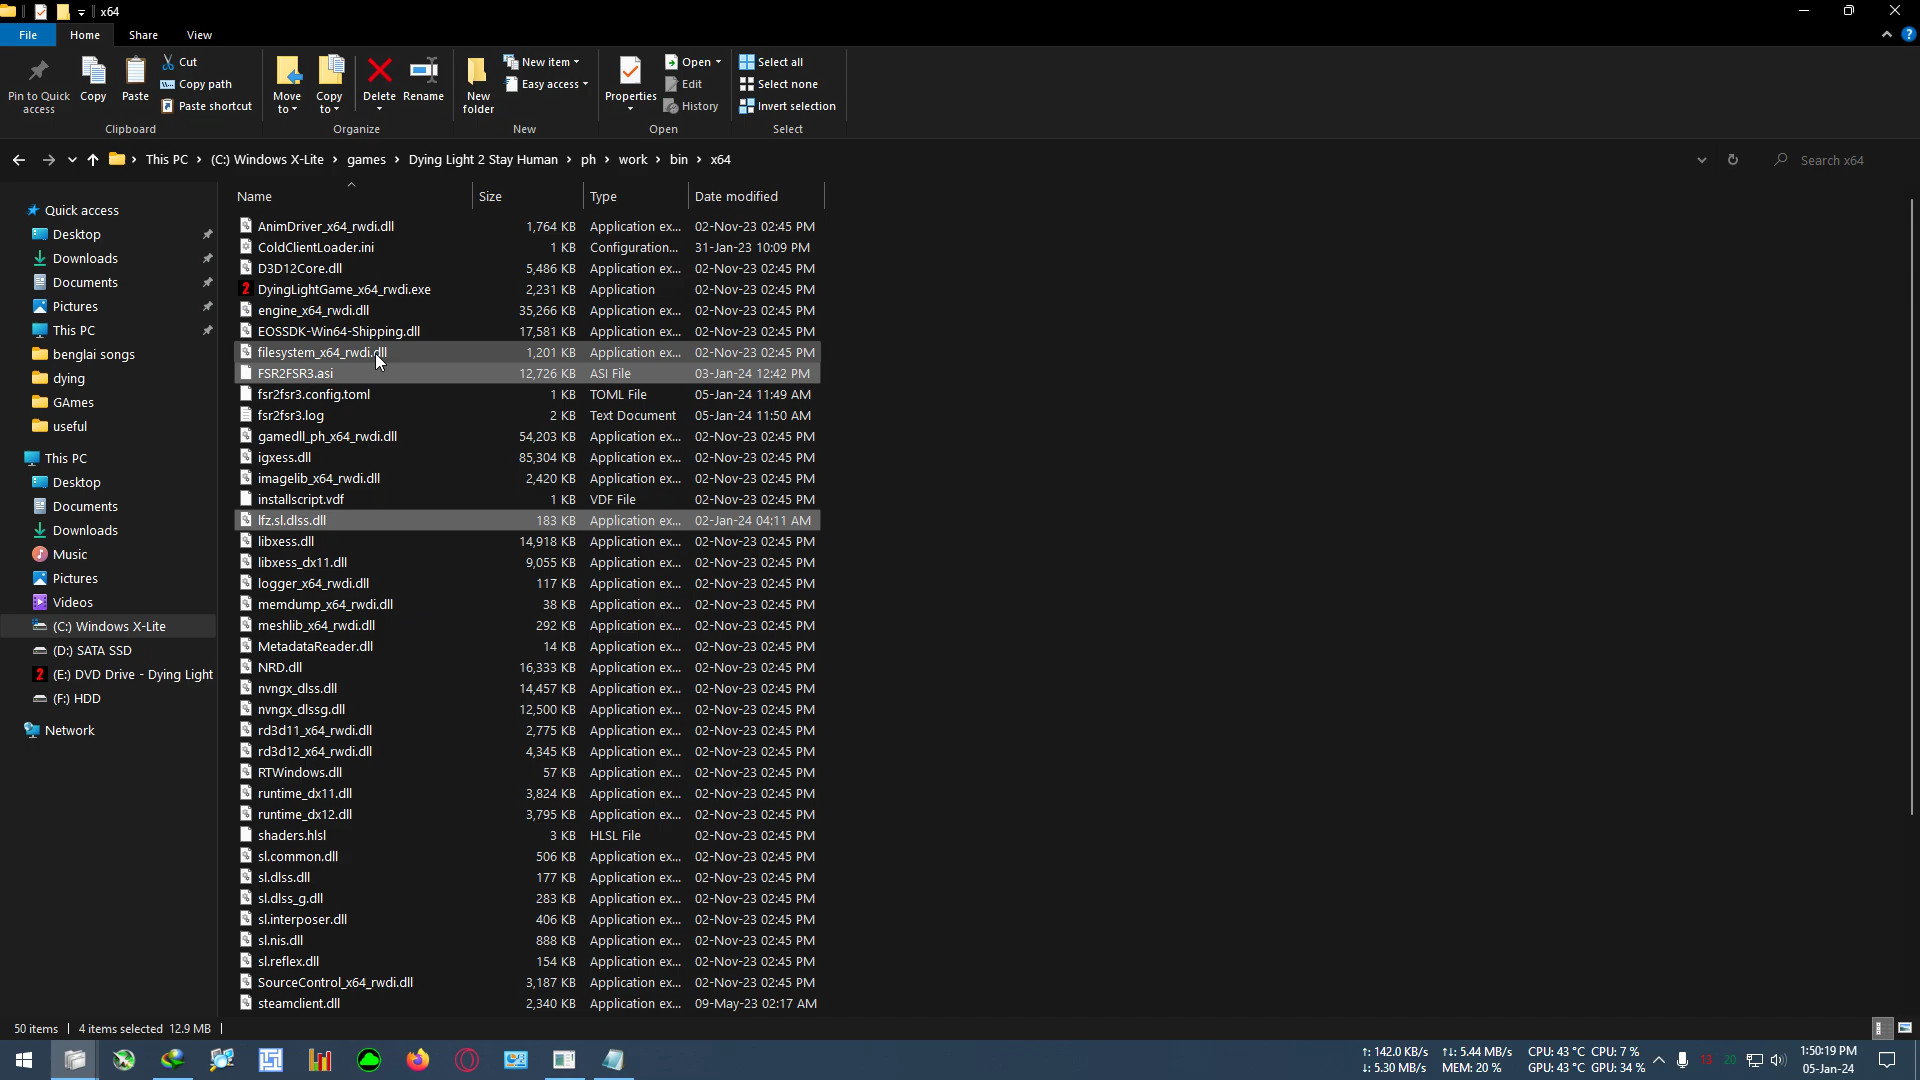 x64
File Home Share View
Pin to Quick access
Copy
Paste
Cut
Copy path
Paste shortcut
Clipboard
Move to
Copy to
Delete
Rename
Organize
New folder
New item
Easy access
New
Properties
Open
Edit
History
Open
Select all
Select none
Invert selection
Select
This PC > (C:) Windows X-Lite > games > Dying Light 2 Stay Human > ph > work > bin > x64
Search x64
Quick access
Desktop
Downloads
Documents
Pictures
This PC
benglai songs
dying
GAmes
useful
This PC
Desktop
Documents
Downloads
Music
Pictures
Videos
(C:) Windows X-Lite
(D:) SATA SSD
(E:) DVD Drive - Dying Light
(F:) HDD
Network
Name Size Type Date modified
AnimDriver_x64_rwdi.dll 1,764 KB Application ex... 02-Nov-23 02:45 PM
ColdClientLoader.ini 1 KB Configuration... 31-Jan-23 10:09 PM
D3D12Core.dll 5,486 KB Application ex... 02-Nov-23 02:45 PM
DyingLightGame_x64_rwdi.exe 2,231 KB Application 02-Nov-23 02:45 PM
engine_x64_rwdi.dll 35,266 KB Application ex... 02-Nov-23 02:45 PM
EOSSDK-Win64-Shipping.dll 17,581 KB Application ex... 02-Nov-23 02:45 PM
filesystem_x64_rwdi.dll 1,201 KB Application ex... 02-Nov-23 02:45 PM
FSR2FSR3.asi 12,726 KB ASI File 03-Jan-24 12:42 PM
fsr2fsr3.config.toml 1 KB TOML File 05-Jan-24 11:49 AM
fsr2fsr3.log 2 KB Text Document 05-Jan-24 11:50 AM
gamedll_ph_x64_rwdi.dll 54,203 KB Application ex... 02-Nov-23 02:45 PM
igxess.dll 85,304 KB Application ex... 02-Nov-23 02:45 PM
imagelib_x64_rwdi.dll 2,420 KB Application ex... 02-Nov-23 02:45 PM
installscript.vdf 1 KB VDF File 02-Nov-23 02:45 PM
lfz.sl.dlss.dll 183 KB Application ex... 02-Jan-24 04:11 AM
libxess.dll 14,918 KB Application ex... 02-Nov-23 02:45 PM
libxess_dx11.dll 9,055 KB Application ex... 02-Nov-23 02:45 PM
logger_x64_rwdi.dll 117 KB Application ex... 02-Nov-23 02:45 PM
memdump_x64_rwdi.dll 38 KB Application ex... 02-Nov-23 02:45 PM
meshlib_x64_rwdi.dll 292 KB Application ex... 02-Nov-23 02:45 PM
MetadataReader.dll 14 KB Application ex... 02-Nov-23 02:45 PM
NRD.dll 16,333 KB Application ex... 02-Nov-23 02:45 PM
nvngx_dlss.dll 14,457 KB Application ex... 02-Nov-23 02:45 PM
nvngx_dlssg.dll 12,500 KB Application ex... 02-Nov-23 02:45 PM
rd3d11_x64_rwdi.dll 2,775 KB Application ex... 02-Nov-23 02:45 PM
rd3d12_x64_rwdi.dll 4,345 KB Application ex... 02-Nov-23 02:45 PM
RTWindows.dll 57 KB Application ex... 02-Nov-23 02:45 PM
runtime_dx11.dll 3,824 KB Application ex... 02-Nov-23 02:45 PM
runtime_dx12.dll 3,795 KB Application ex... 02-Nov-23 02:45 PM
shaders.hlsl 3 KB HLSL File 02-Nov-23 02:45 PM
sl.common.dll 506 KB Application ex... 02-Nov-23 02:45 PM
sl.dlss.dll 177 KB Application ex... 02-Nov-23 02:45 PM
sl.dlss_g.dll 283 KB Application ex... 02-Nov-23 02:45 PM
sl.interposer.dll 406 KB Application ex... 02-Nov-23 02:45 PM
sl.nis.dll 888 KB Application ex... 02-Nov-23 02:45 PM
sl.reflex.dll 154 KB Application ex... 02-Nov-23 02:45 PM
SourceControl_x64_rwdi.dll 3,187 KB Application ex... 02-Nov-23 02:45 PM
steamclient.dll 2,340 KB Application ex... 09-May-23 02:17 AM
50 items 4 items selected 12.9 MB
↑: 142.0 KB/s ↑↓: 5.44 MB/s CPU: 43 °C CPU: 7 %
↓: 5.30 MB/s MEM: 20 % GPU: 43 °C GPU: 34 %
13 20
1:50:19 PM
05-Jan-24